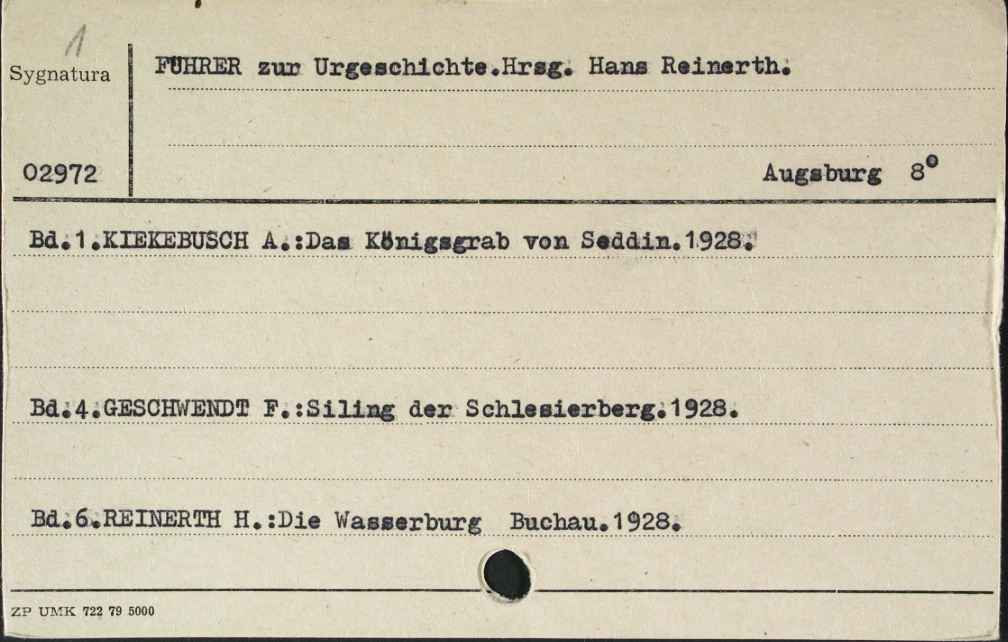 1
Sygnatura
FÜHRER zur Urgeschichte.Hrsg. Hans Reinerth.
02972
Augsburg 8°
Bd.1.KIEKEBUSCH A.:Das Königsgrab von Seddin.1928.
Bd.4.GESCHWENDT F.:Siling der Schlesierberg.1928.
Bd.6.REINERTH H.:Die Wasserburg Buchau.1928.
ZP UMK 722 79 5000